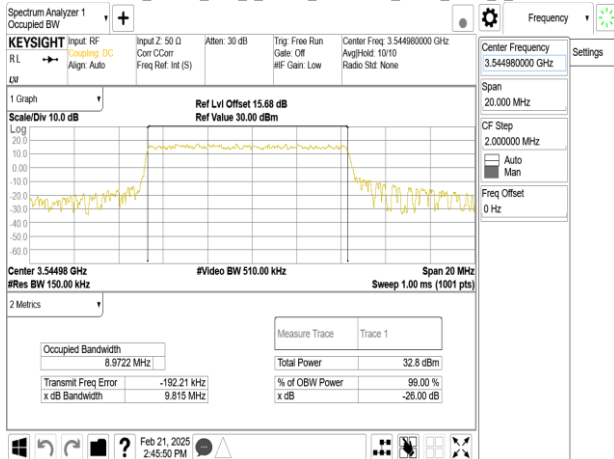 Spectrum Analyzer 1
Occupied BW
+
Frequency
KEYSIGHT
RL
LXI
Input: RF
Coupling: DC
Align: Auto
Input Z: 50 Ω
Corr CCorr
Freq Ref: Int (S)
Atten: 30 dB
Trig: Free Run
Gate: Off
#IF Gain: Low
Center Freq: 3.544980000 GHz
Avg|Hold: 10/10
Radio Std: None
Center Frequency
3.544980000 GHz
Settings
Span
20.000 MHz
CF Step
2.000000 MHz
Auto
Man
Freq Offset
0 Hz
1 Graph
Scale/Div 10.0 dB
Ref Lvl Offset 15.68 dB
Ref Value 30.00 dBm
Log
20.0
10.0
0.00
-10.0
-20.0
-30.0
-40.0
-50.0
-60.0
Center 3.54498 GHz
#Res BW 150.00 kHz
#Video BW 510.00 kHz
Span 20 MHz
Sweep 1.00 ms (1001 pts)
2 Metrics
Measure Trace Trace 1
Occupied Bandwidth
8.9722 MHz
Total Power 32.8 dBm
Transmit Freq Error -192.21 kHz
% of OBW Power 99.00 %
x dB Bandwidth 9.815 MHz
x dB -26.00 dB
?
Feb 21, 2025
2:45:50 PM